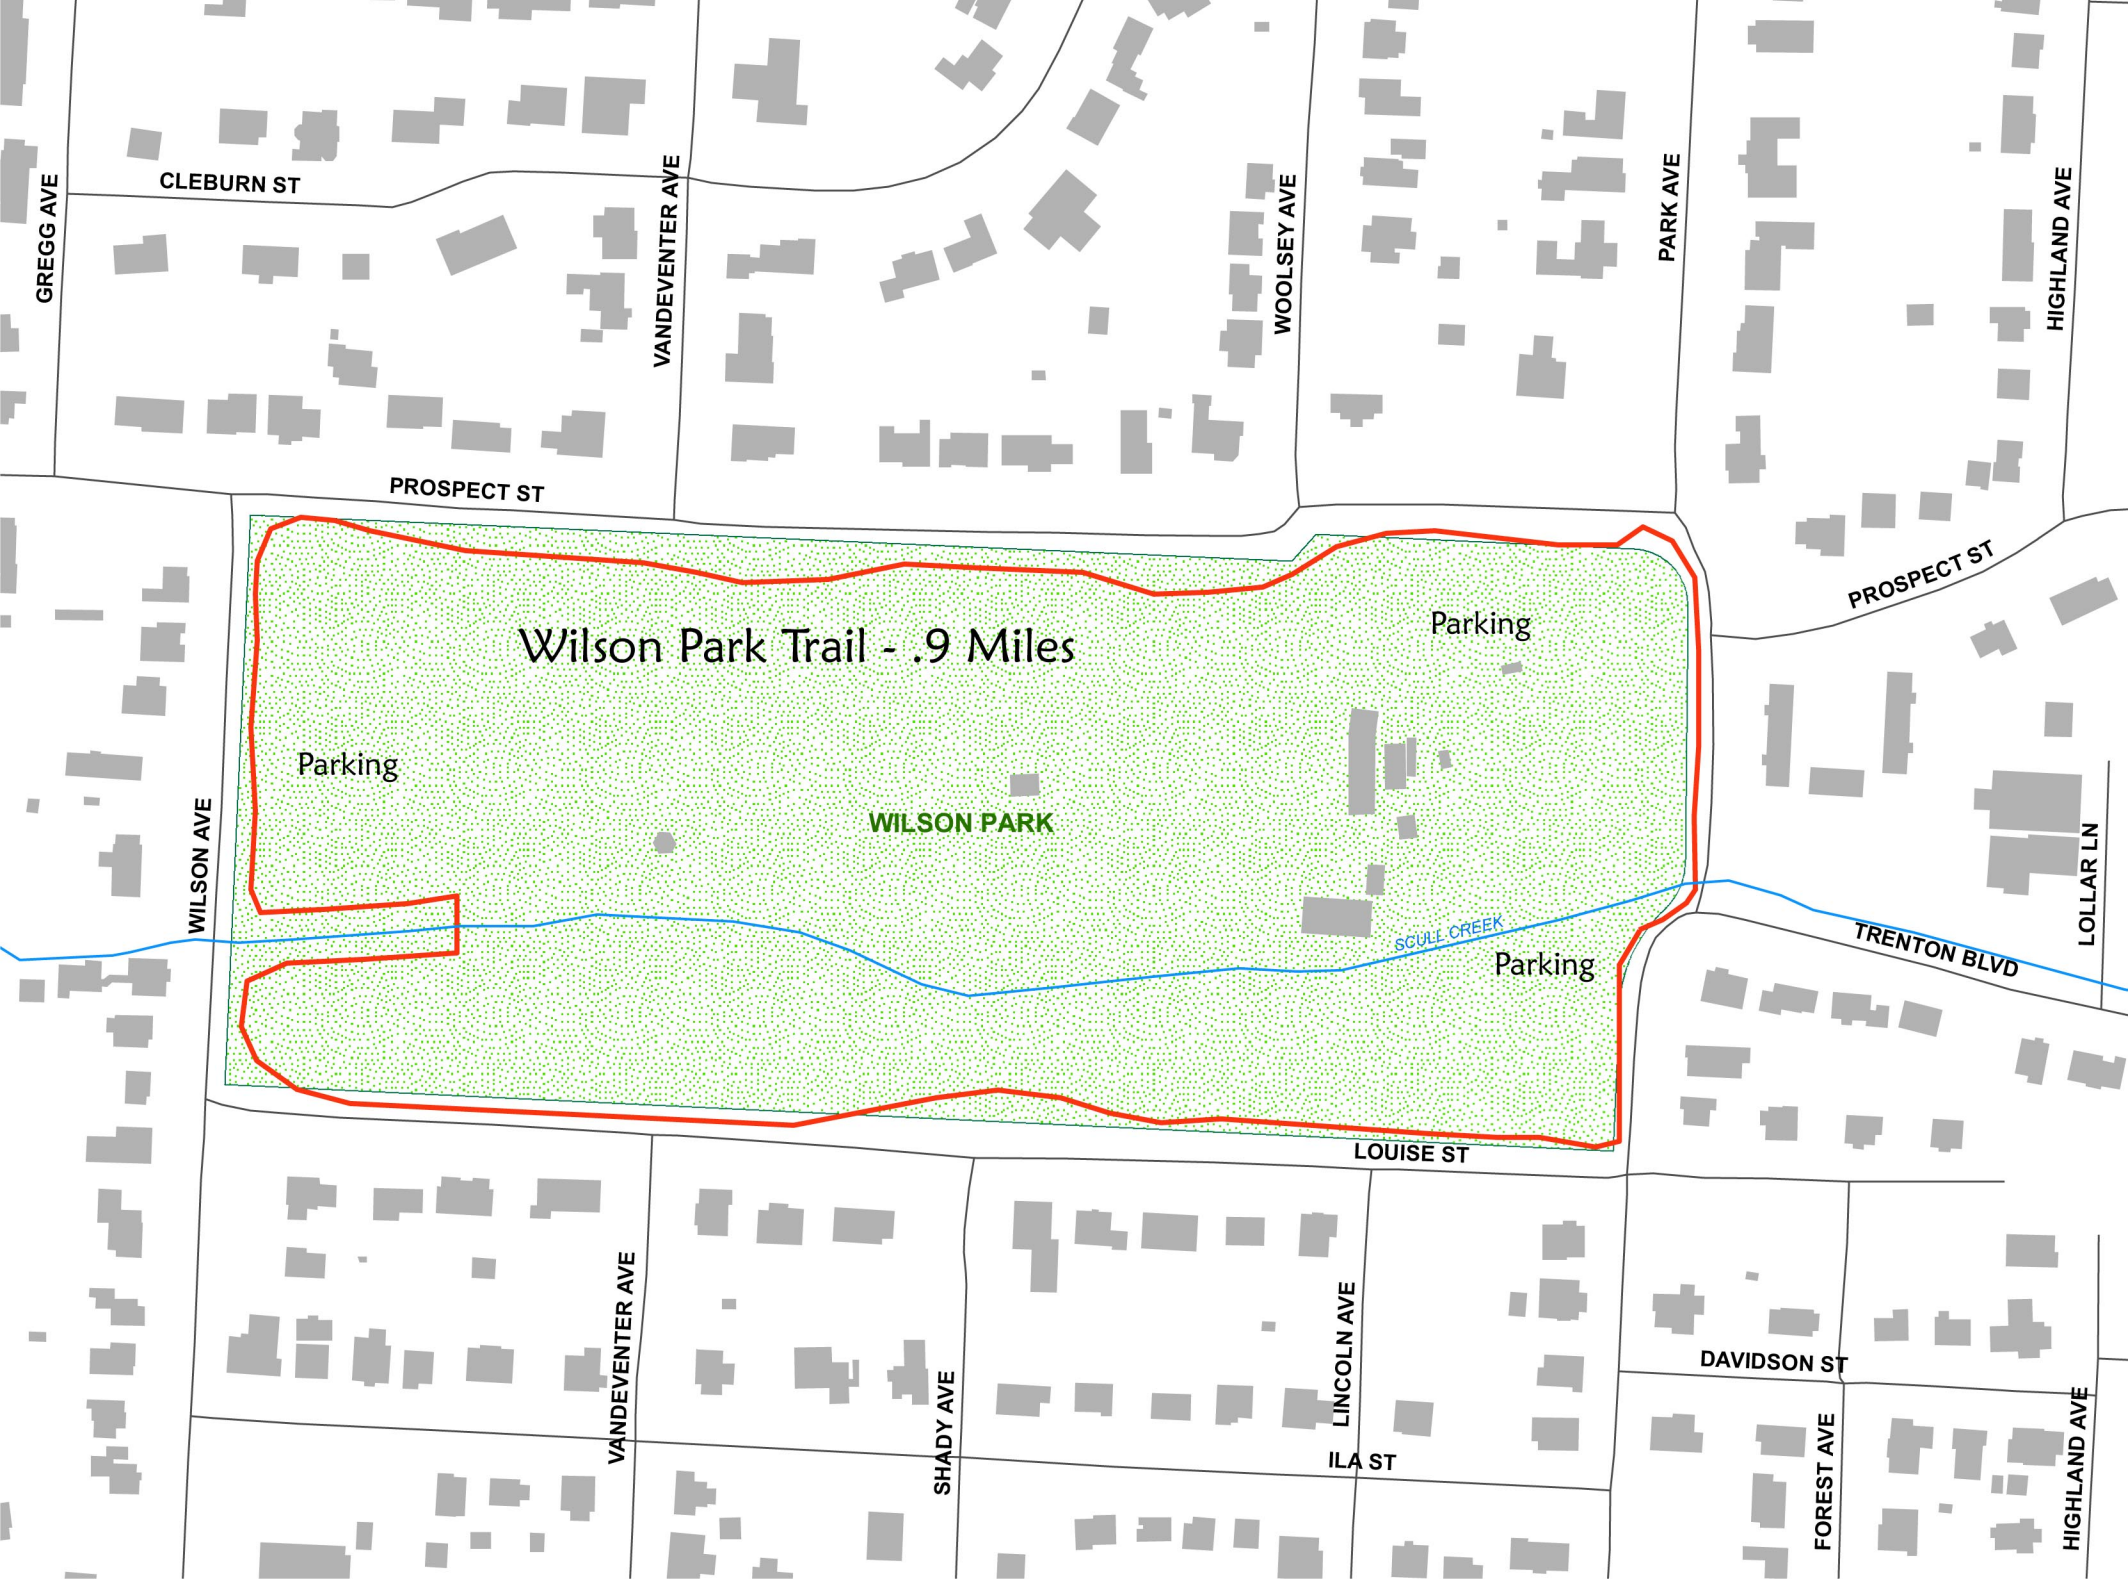 CLEBURN ST
GREGG AVE
VANDEVENTER AVE
WOOLSEY AVE
PARK AVE
HIGHLAND AVE
PROSPECT ST
PROSPECT ST
Wilson Park Trail - .9 Miles
Parking
Parking
WILSON PARK
WILSON AVE
SCULL CREEK
Parking
TRENTON BLVD
LOLLAR LN
LOUISE ST
VANDEVENTER AVE
SHADY AVE
LINCOLN AVE
DAVIDSON ST
ILA ST
FOREST AVE
HIGHLAND AVE